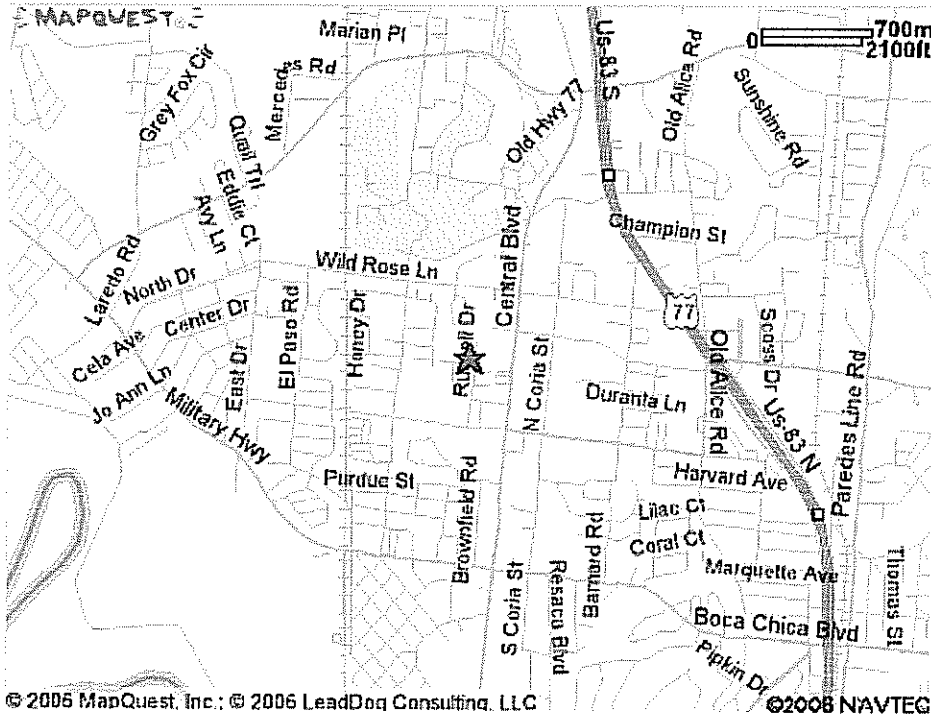 MAPQUEST
Marian Pl
Us-83 S
Old Alice Rd
0 700m
2100ft
Grey Fox Cir
Mercedes Rd
Sunshine Rd
Old Hwy 77
Quail Trl
Eddie Ct
Avy Ln
Champion St
Laredo Rd
North Dr
Wild Rose Ln
Central Blvd
77
Center Dr
El Paso Rd
Honey Dr
Cela Ave
East Dr
Jo Ann Ln
N Coria St
Old Alice Rd
Duranta Ln
Us-83 N
Paredes Line Rd
Military Hwy
Purdue St
Harvard Ave
Brownfield Rd
Lilac Ct
Coral Ct
Barnard Rd
Marquette Ave
Thomas St
S Coria St
Resaca Blvd
Boca Chica Blvd
Pipkin Dr
© 2006 MapQuest, Inc.; © 2006 LeadDog Consulting, LLC
©2006 NAVTEQ